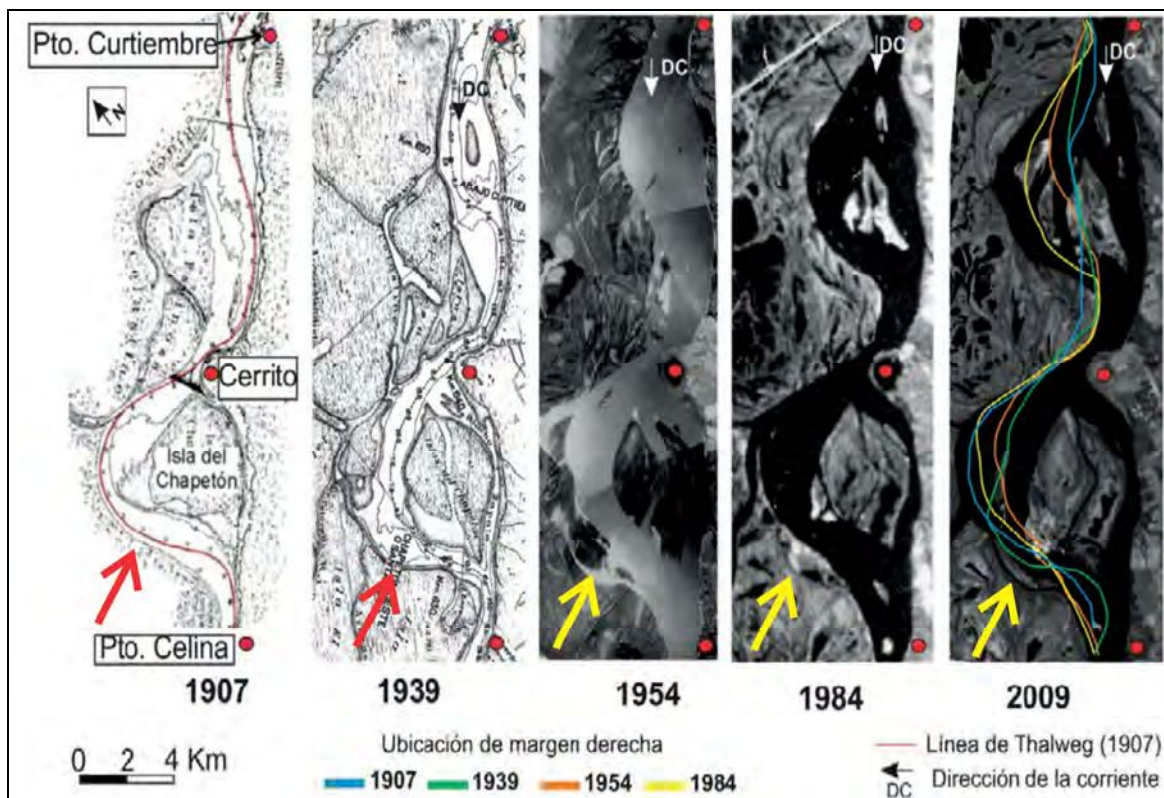 Pto. Curtiembre
N
DC
DC
DC
DC
Cerrito
Isla del
Chapetón
Pto. Celina
1907
1939
1954
1984
2009
0 2 4 Km
Ubicación de margen derecha
1907 1939 1954 1984
Línea de Thalweg (1907)
Dirección de la corriente
DC